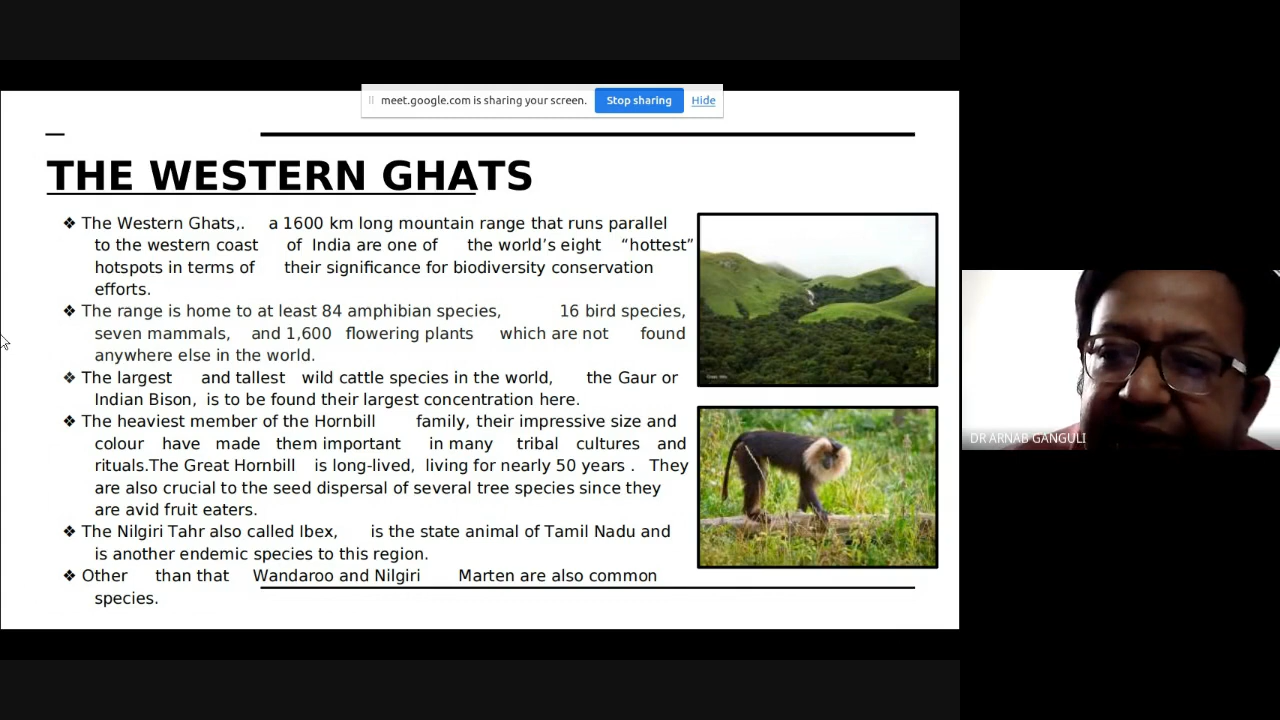 meet.google.com is sharing your screen. Stop sharing Hide
THE WESTERN GHATS
❖ The Western Ghats,. a 1600 km long mountain range that runs parallel
to the western coast of India are one of the world’s eight “hottest”
hotspots in terms of their significance for biodiversity conservation
efforts.
❖ The range is home to at least 84 amphibian species, 16 bird species,
seven mammals, and 1,600 flowering plants which are not found
anywhere else in the world.
❖ The largest and tallest wild cattle species in the world, the Gaur or
Indian Bison, is to be found their largest concentration here.
❖ The heaviest member of the Hornbill family, their impressive size and
colour have made them important in many tribal cultures and
rituals.The Great Hornbill is long-lived, living for nearly 50 years . They
are also crucial to the seed dispersal of several tree species since they
are avid fruit eaters.
❖ The Nilgiri Tahr also called Ibex, is the state animal of Tamil Nadu and
is another endemic species to this region.
❖ Other than that Wandaroo and Nilgiri Marten are also common
species.
DR ARNAB GANGULI